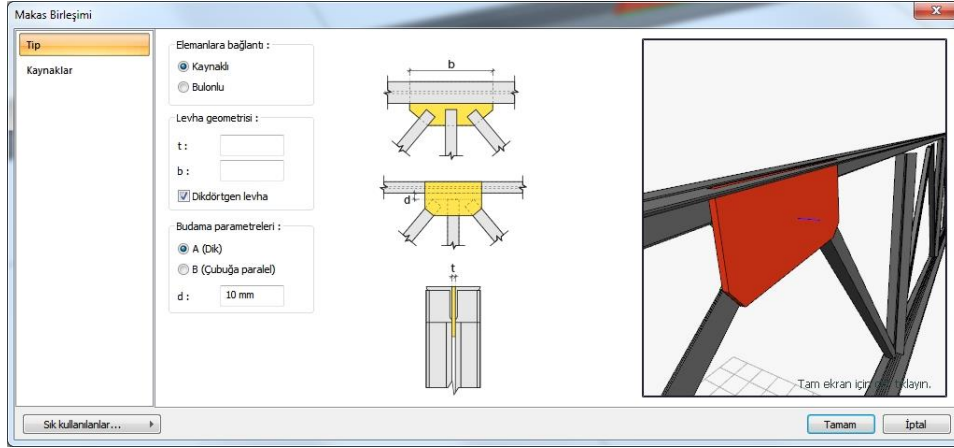 Makas Birleşimi
Tip
Kaynaklar
Elemanlara bağlantı :
Kaynaklı
Bulonlu
Levha geometrisi :
t :
b :
Dikdörtgen levha
Budama parametreleri :
A (Dik)
B (Çubuğa paralel)
d : 10 mm
b
d
t
Tam ekran için tıklayın.
Sık kullanılanlar...
Tamam
İptal